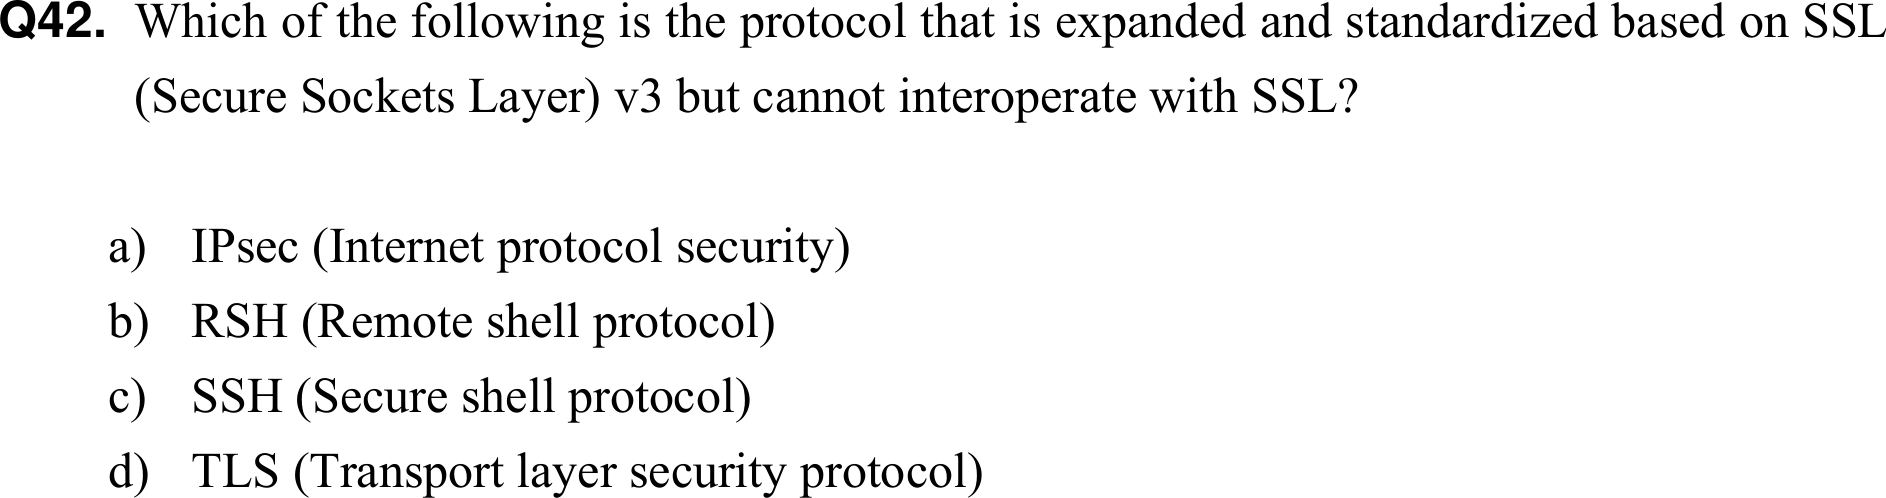 Q42. Which of the following is the protocol that is expanded and standardized based on SSL
(Secure Sockets Layer) v3 but cannot interoperate with SSL?
a) IPsec (Internet protocol security)
b) RSH (Remote shell protocol)
c) SSH (Secure shell protocol)
d) TLS (Transport layer security protocol)